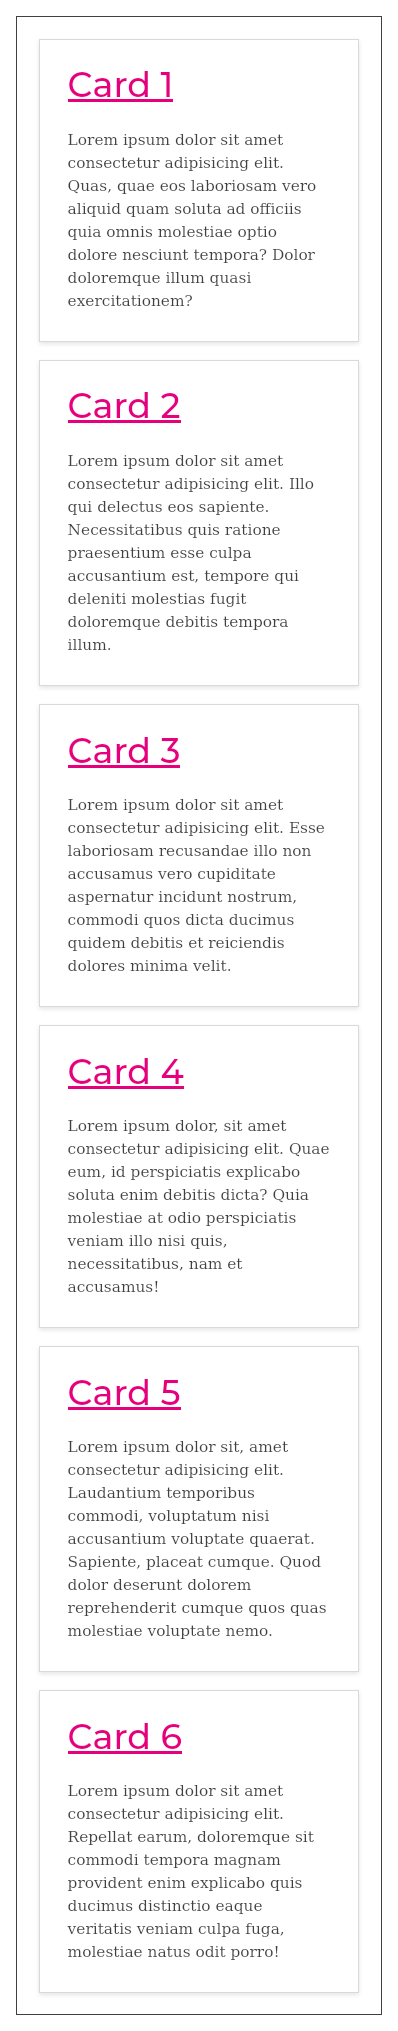 Card 1
Lorem ipsum dolor sit amet
consectetur adipisicing elit.
Quas, quae eos laboriosam vero
aliquid quam soluta ad officiis
quia omnis molestiae optio
dolore nesciunt tempora? Dolor
doloremque illum quasi
exercitationem?
Card 2
Lorem ipsum dolor sit amet
consectetur adipisicing elit. Illo
qui delectus eos sapiente.
Necessitatibus quis ratione
praesentium esse culpa
accusantium est, tempore qui
deleniti molestias fugit
doloremque debitis tempora
illum.
Card 3
Lorem ipsum dolor sit amet
consectetur adipisicing elit. Esse
laboriosam recusandae illo non
accusamus vero cupiditate
aspernatur incidunt nostrum,
commodi quos dicta ducimus
quidem debitis et reiciendis
dolores minima velit.
Card 4
Lorem ipsum dolor, sit amet
consectetur adipisicing elit. Quae
eum, id perspiciatis explicabo
soluta enim debitis dicta? Quia
molestiae at odio perspiciatis
veniam illo nisi quis,
necessitatibus, nam et
accusamus!
Card 5
Lorem ipsum dolor sit, amet
consectetur adipisicing elit.
Laudantium temporibus
commodi, voluptatum nisi
accusantium voluptate quaerat.
Sapiente, placeat cumque. Quod
dolor deserunt dolorem
reprehenderit cumque quos quas
molestiae voluptate nemo.
Card 6
Lorem ipsum dolor sit amet
consectetur adipisicing elit.
Repellat earum, doloremque sit
commodi tempora magnam
provident enim explicabo quis
ducimus distinctio eaque
veritatis veniam culpa fuga,
molestiae natus odit porro!